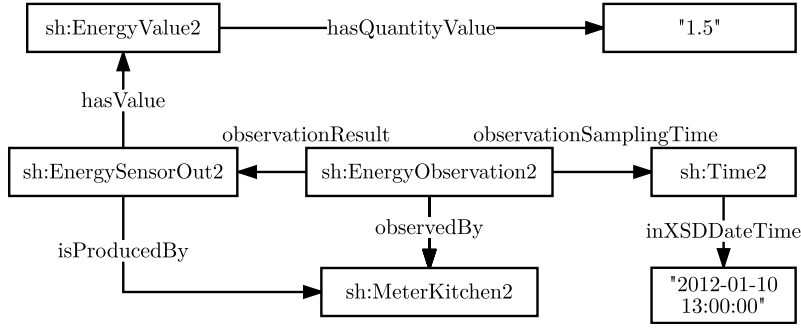 sh:EnergyValue2
hasQuantityValue
"1.5"
hasValue
observationResult
observationSamplingTime
sh:EnergySensorOut2
sh:EnergyObservation2
sh:Time2
observedBy
inXSDDateTime
isProducedBy
sh:MeterKitchen2
"2012-01-10
13:00:00"